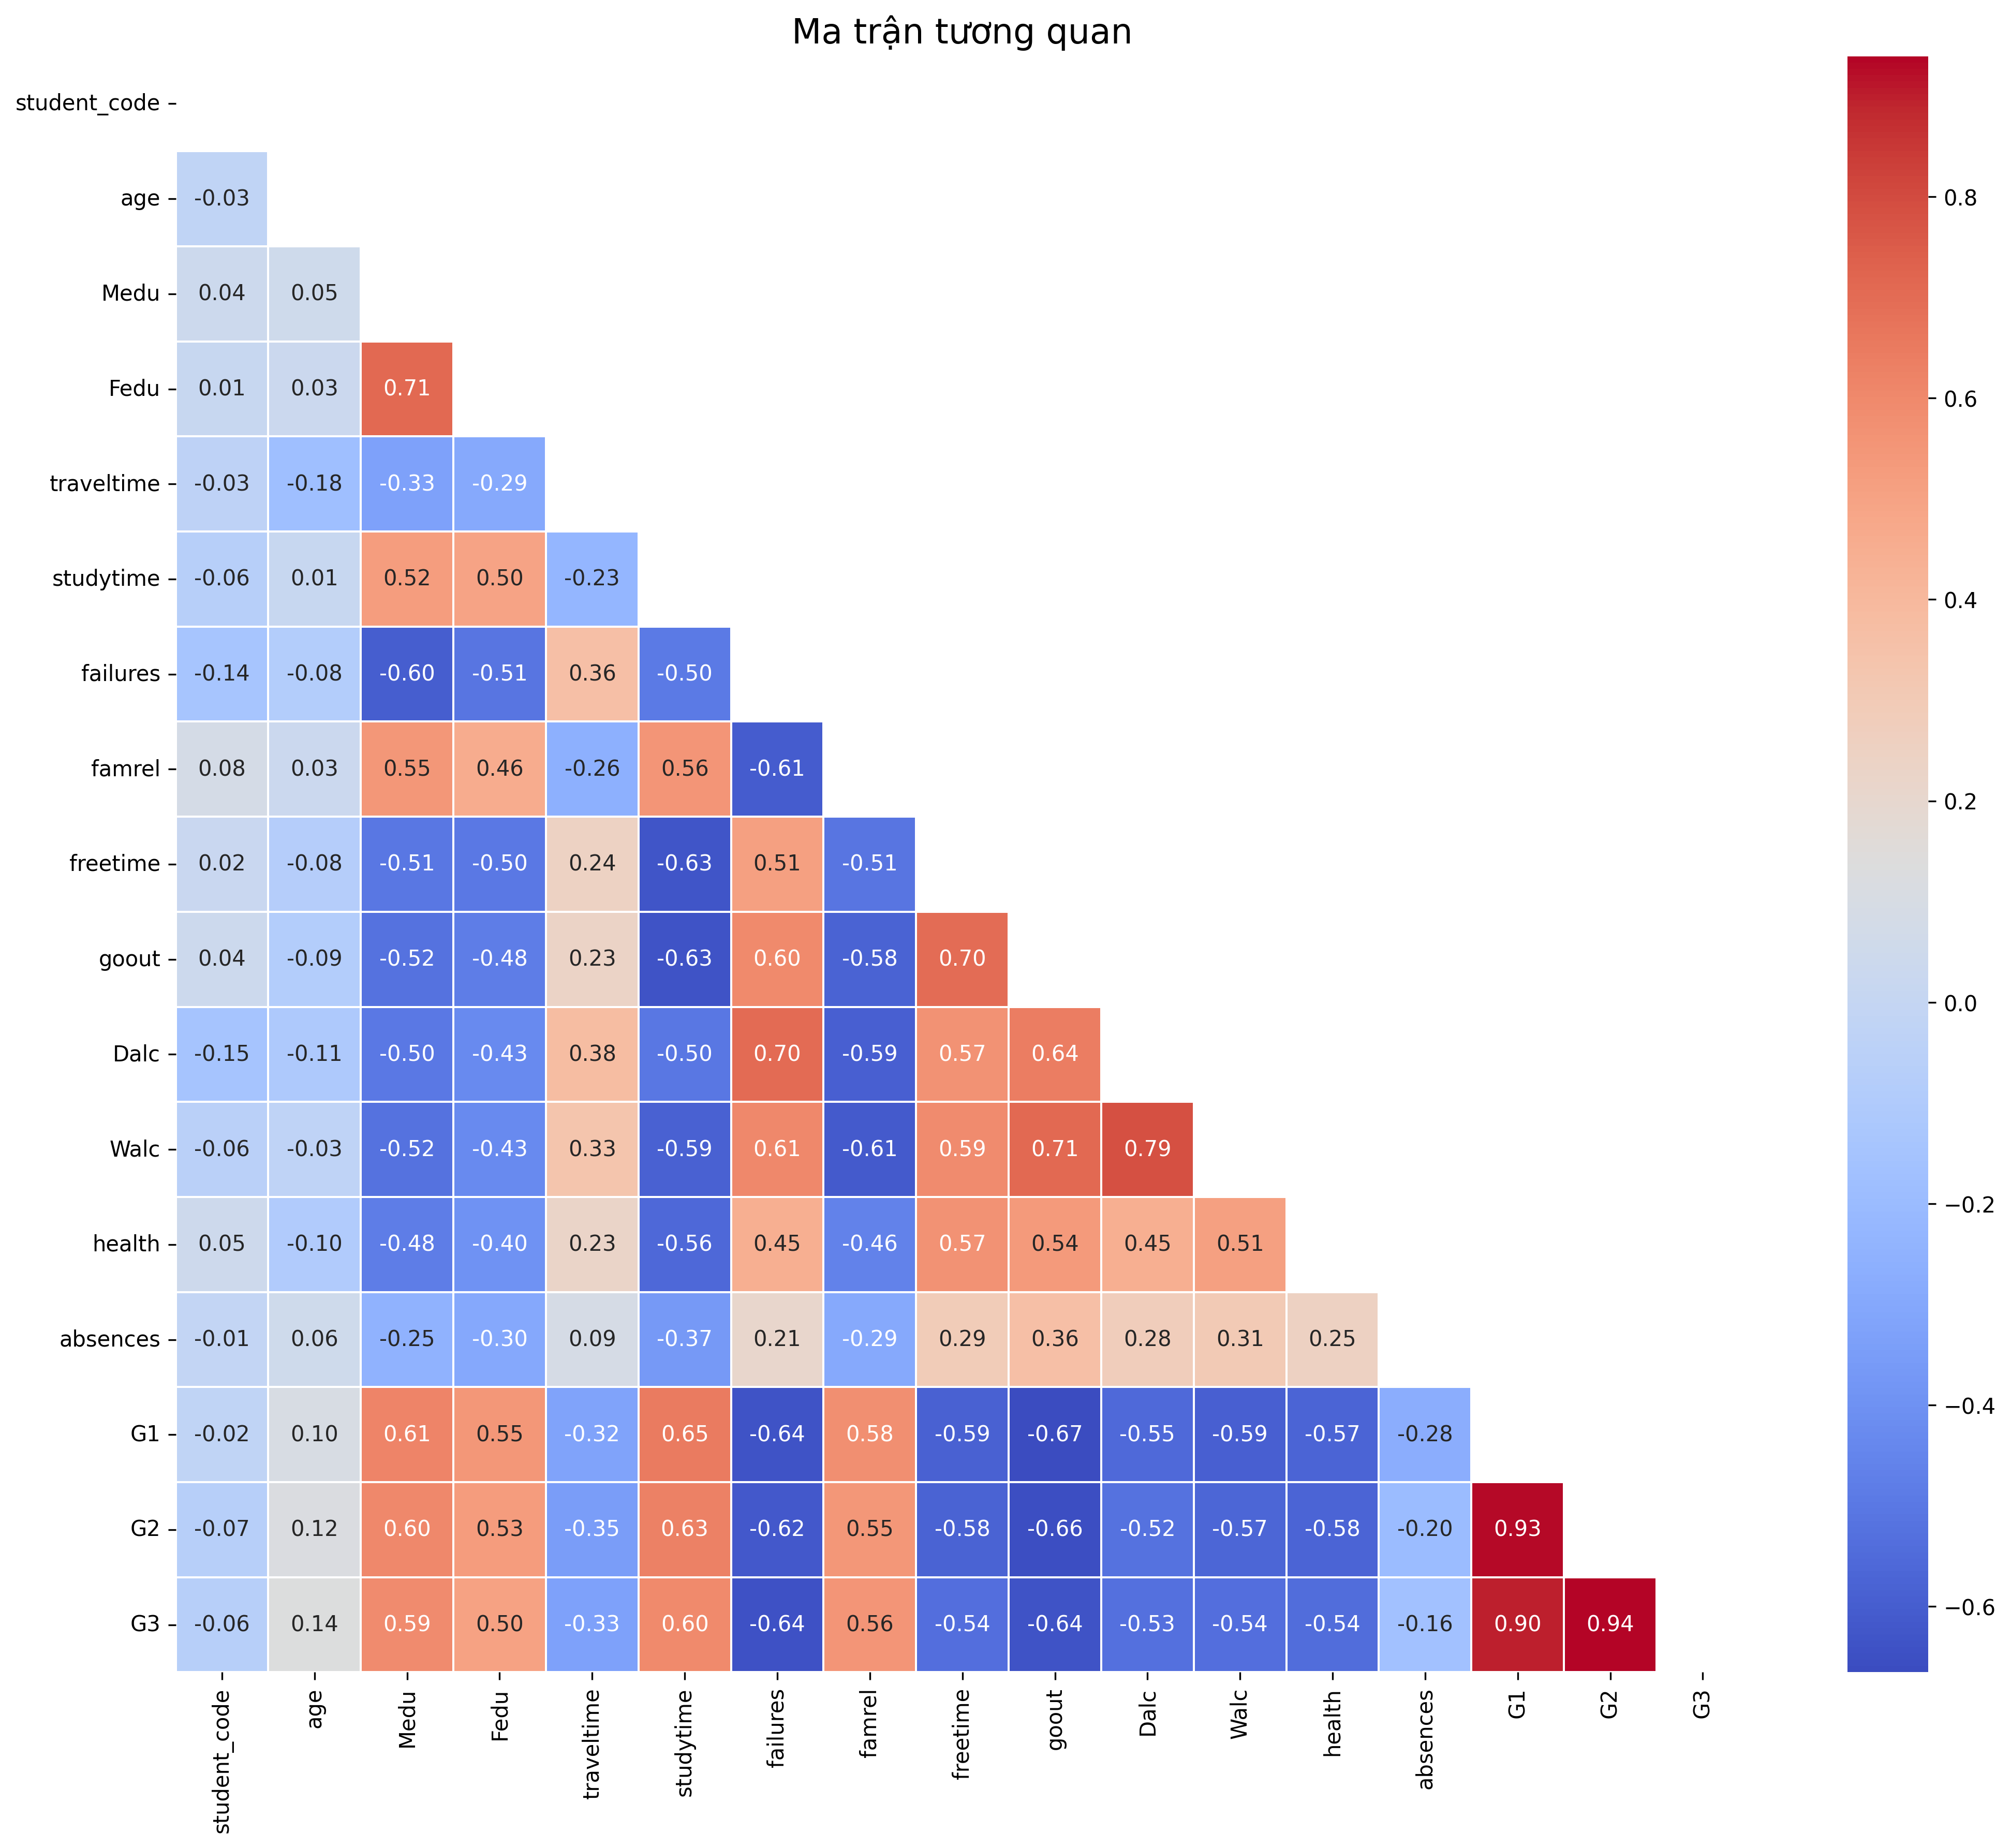 Ma trận tương quan
student_code
age -0.03
Medu 0.04 0.05
Fedu 0.01 0.03 0.71
traveltime -0.03 -0.18 -0.33 -0.29
studytime -0.06 0.01 0.52 0.50 -0.23
failures -0.14 -0.08 -0.60 -0.51 0.36 -0.50
famrel 0.08 0.03 0.55 0.46 -0.26 0.56 -0.61
freetime 0.02 -0.08 -0.51 -0.50 0.24 -0.63 0.51 -0.51
goout 0.04 -0.09 -0.52 -0.48 0.23 -0.63 0.60 -0.58 0.70
Dalc -0.15 -0.11 -0.50 -0.43 0.38 -0.50 0.70 -0.59 0.57 0.64
Walc -0.06 -0.03 -0.52 -0.43 0.33 -0.59 0.61 -0.61 0.59 0.71 0.79
health 0.05 -0.10 -0.48 -0.40 0.23 -0.56 0.45 -0.46 0.57 0.54 0.45 0.51
absences -0.01 0.06 -0.25 -0.30 0.09 -0.37 0.21 -0.29 0.29 0.36 0.28 0.31 0.25
G1 -0.02 0.10 0.61 0.55 -0.32 0.65 -0.64 0.58 -0.59 -0.67 -0.55 -0.59 -0.57 -0.28
G2 -0.07 0.12 0.60 0.53 -0.35 0.63 -0.62 0.55 -0.58 -0.66 -0.52 -0.57 -0.58 -0.20 0.93
G3 -0.06 0.14 0.59 0.50 -0.33 0.60 -0.64 0.56 -0.54 -0.64 -0.53 -0.54 -0.54 -0.16 0.90 0.94
student_code age Medu Fedu traveltime studytime failures famrel freetime goout Dalc Walc health absences G1 G2 G3
0.8
0.6
0.4
0.2
0.0
−0.2
−0.4
−0.6